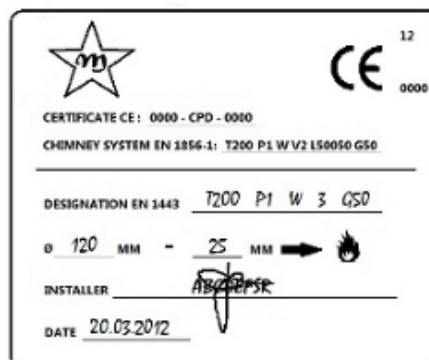 m
12
CE
0000
CERTIFICATE CE : 0000 - CPD - 0000
CHIMNEY SYSTEM EN 1856-1: T200 P1 W V2 L50050 G50
DESIGNATION EN 1443 T200 P1 W 3 G50
Ø 120 MM - 25 MM
INSTALLER
DATE 20.03.2012